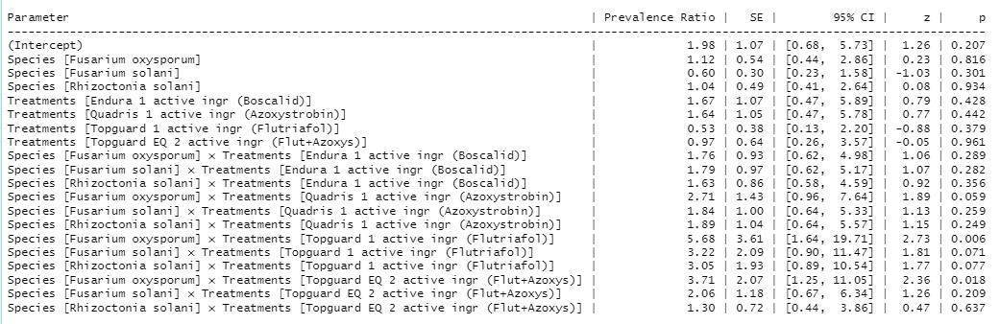 Parameter | Prevalence Ratio | SE | 95% CI | z | p
---------------------------------------------------------------------------------------------------------------------------------------------
(Intercept) | 1.98 | 1.07 | [0.68, 5.73] | 1.26 | 0.207
Species [Fusarium oxysporum] | 1.12 | 0.54 | [0.44, 2.86] | 0.23 | 0.816
Species [Fusarium solani] | 0.60 | 0.30 | [0.23, 1.58] | -1.03 | 0.301
Species [Rhizoctonia solani] | 1.04 | 0.49 | [0.41, 2.64] | 0.08 | 0.934
Treatments [Endura 1 active ingr (Boscalid)] | 1.67 | 1.07 | [0.47, 5.89] | 0.79 | 0.428
Treatments [Quadris 1 active ingr (Azoxystrobin)] | 1.64 | 1.05 | [0.47, 5.78] | 0.77 | 0.442
Treatments [Topguard 1 active ingr (Flutriafol)] | 0.53 | 0.38 | [0.13, 2.20] | -0.88 | 0.379
Treatments [Topguard EQ 2 active ingr (Flut+Azoxys)] | 0.97 | 0.64 | [0.26, 3.57] | -0.05 | 0.961
Species [Fusarium oxysporum] × Treatments [Endura 1 active ingr (Boscalid)] | 1.76 | 0.93 | [0.62, 4.98] | 1.06 | 0.289
Species [Fusarium solani] × Treatments [Endura 1 active ingr (Boscalid)] | 1.79 | 0.97 | [0.62, 5.17] | 1.07 | 0.282
Species [Rhizoctonia solani] × Treatments [Endura 1 active ingr (Boscalid)] | 1.63 | 0.86 | [0.58, 4.59] | 0.92 | 0.356
Species [Fusarium oxysporum] × Treatments [Quadris 1 active ingr (Azoxystrobin)] | 2.71 | 1.43 | [0.96, 7.64] | 1.89 | 0.059
Species [Fusarium solani] × Treatments [Quadris 1 active ingr (Azoxystrobin)] | 1.84 | 1.00 | [0.64, 5.33] | 1.13 | 0.259
Species [Rhizoctonia solani] × Treatments [Quadris 1 active ingr (Azoxystrobin)] | 1.89 | 1.04 | [0.64, 5.57] | 1.15 | 0.249
Species [Fusarium oxysporum] × Treatments [Topguard 1 active ingr (Flutriafol)] | 5.68 | 3.61 | [1.64, 19.71] | 2.73 | 0.006
Species [Fusarium solani] × Treatments [Topguard 1 active ingr (Flutriafol)] | 3.22 | 2.09 | [0.90, 11.47] | 1.81 | 0.071
Species [Rhizoctonia solani] × Treatments [Topguard 1 active ingr (Flutriafol)] | 3.05 | 1.93 | [0.89, 10.54] | 1.77 | 0.077
Species [Fusarium oxysporum] × Treatments [Topguard EQ 2 active ingr (Flut+Azoxys)] | 3.71 | 2.07 | [1.25, 11.05] | 2.36 | 0.018
Species [Fusarium solani] × Treatments [Topguard EQ 2 active ingr (Flut+Azoxys)] | 2.06 | 1.18 | [0.67, 6.34] | 1.26 | 0.209
Species [Rhizoctonia solani] × Treatments [Topguard EQ 2 active ingr (Flut+Azoxys)] | 1.30 | 0.72 | [0.44, 3.86] | 0.47 | 0.637